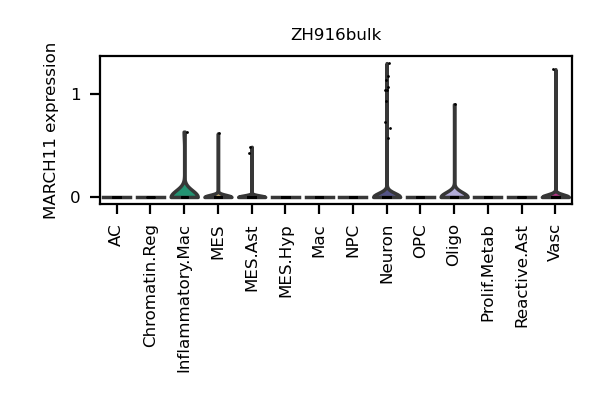 ZH916bulk
MARCH11 expression
1
0
AC
Chromatin.Reg
Inflammatory.Mac
MES
MES.Ast
MES.Hyp
Mac
NPC
Neuron
OPC
Oligo
Prolif.Metab
Reactive.Ast
Vasc